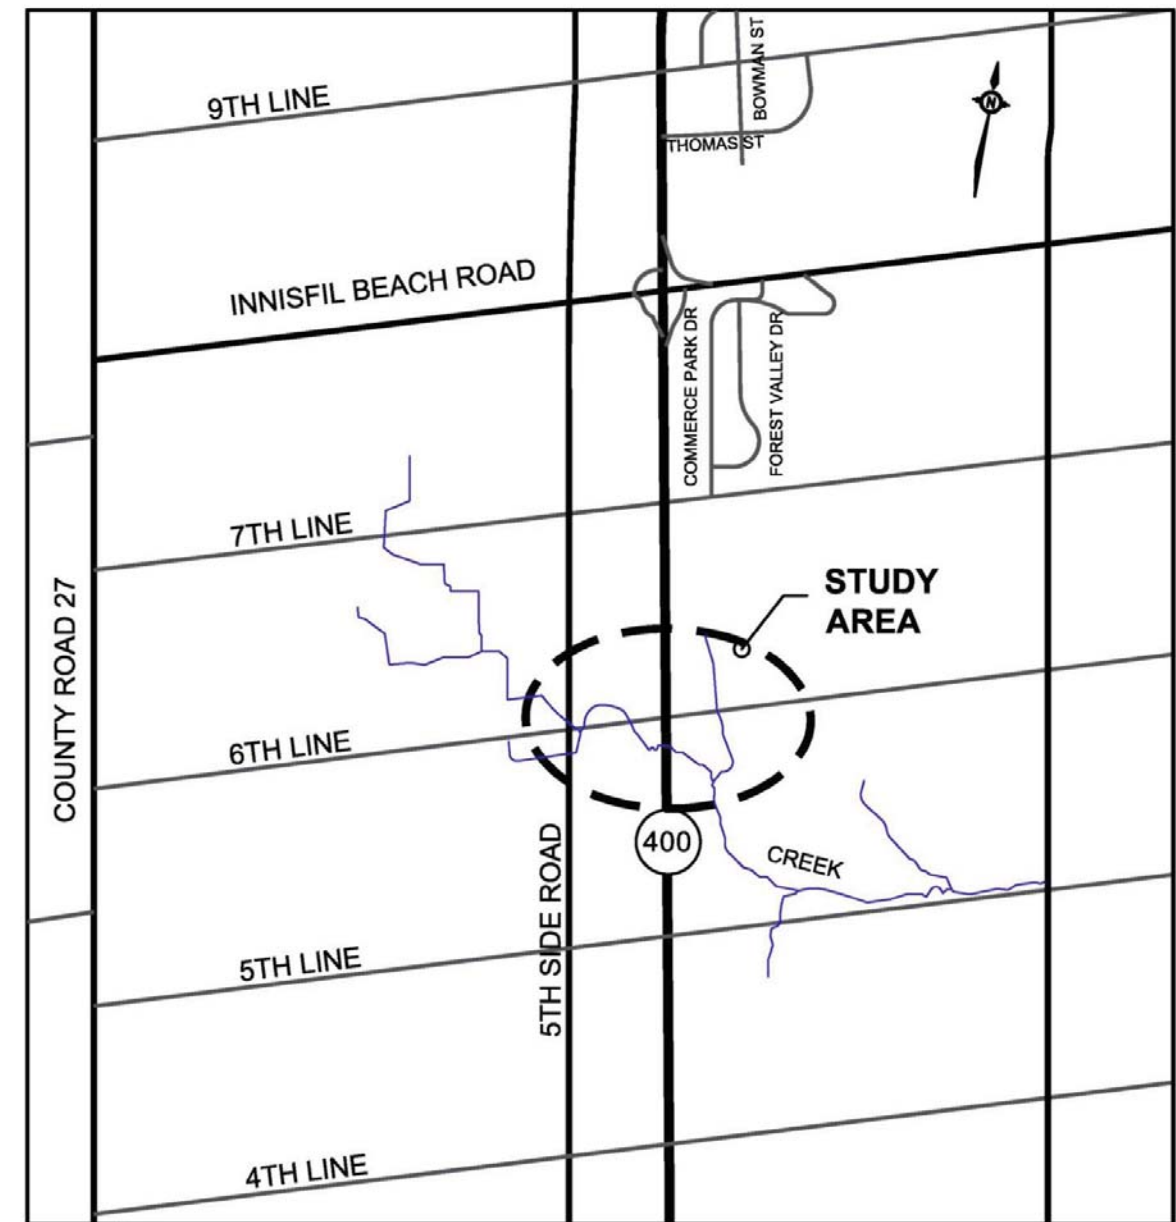 BOWMAN ST
9TH LINE
THOMAS ST
N
INNISFIL BEACH ROAD
COMMERCE PARK DR
FOREST VALLEY DR
7TH LINE
STUDY
AREA
COUNTY ROAD 27
6TH LINE
400
5TH SIDE ROAD
CREEK
5TH LINE
4TH LINE